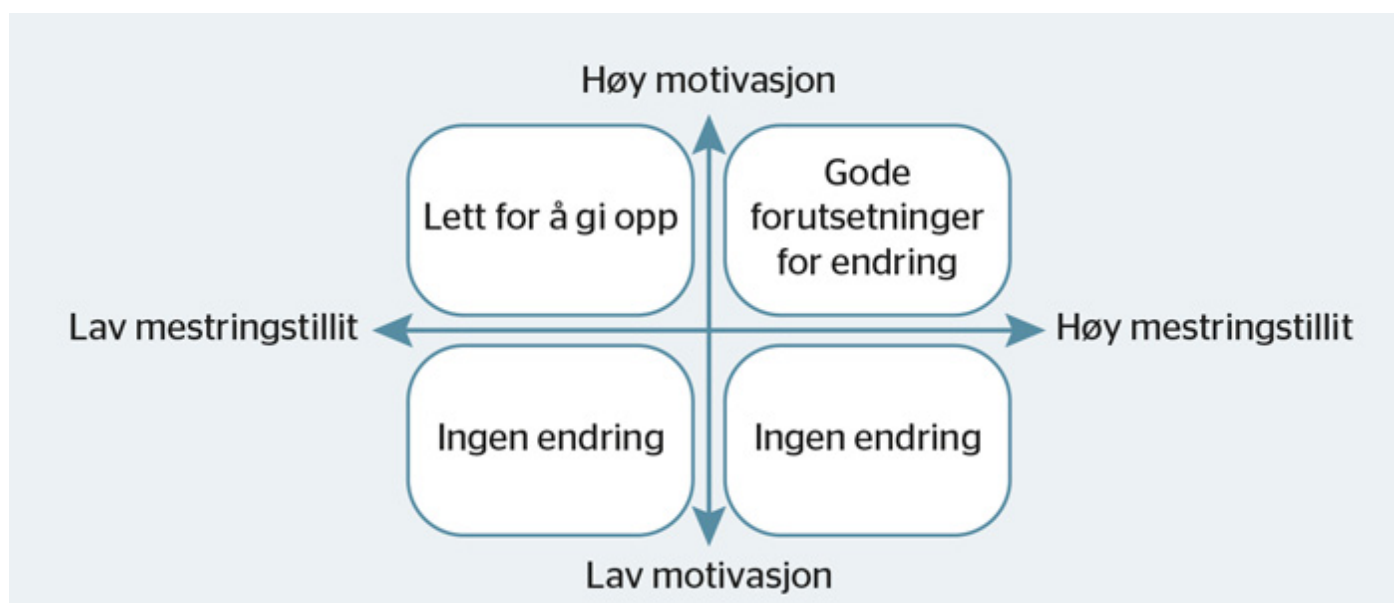 Høy motivasjon
Lett for å gi opp
Gode
forutsetninger
for endring
Lav mestringstillit
Høy mestringstillit
Ingen endring
Ingen endring
Lav motivasjon